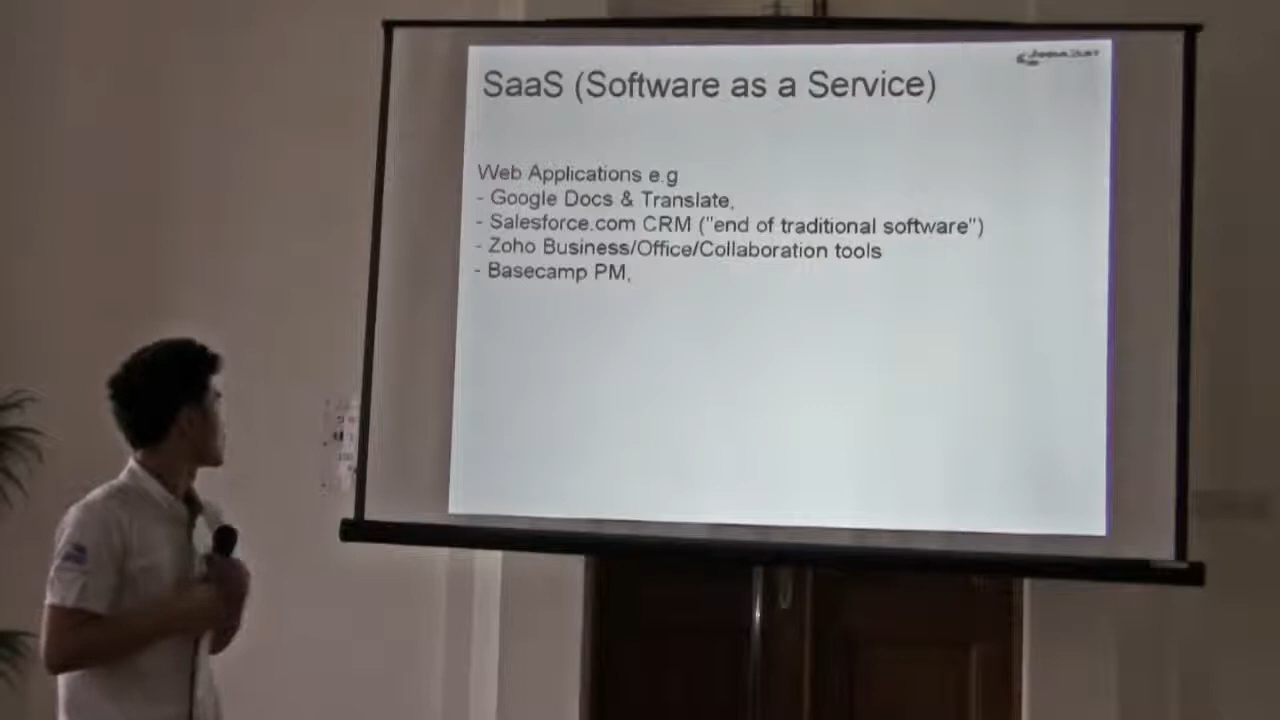 SaaS (Software as a Service)
Web Applications e.g
- Google Docs & Translate,
- Salesforce.com CRM ("end of traditional software")
- Zoho Business/Office/Collaboration tools
- Basecamp PM,